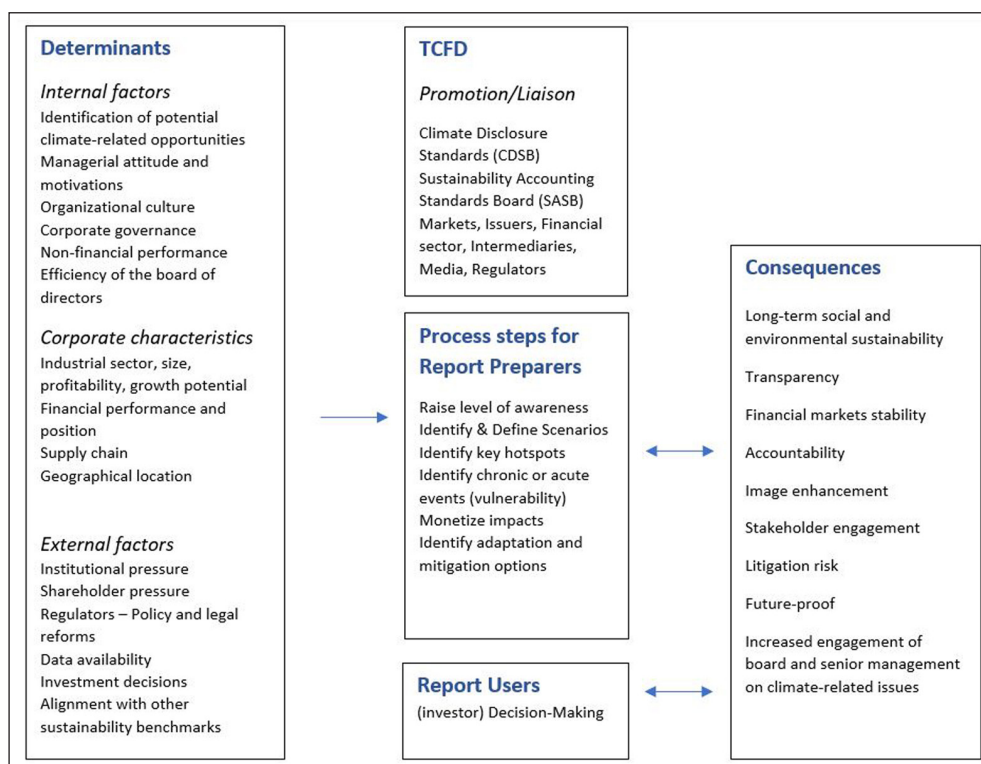 Determinants
Internal factors
Identification of potential
climate-related opportunities
Managerial attitude and
motivations
Organizational culture
Corporate governance
Non-financial performance
Efficiency of the board of
directors
Corporate characteristics
Industrial sector, size,
profitability, growth potential
Financial performance and
position
Supply chain
Geographical location
External factors
Institutional pressure
Shareholder pressure
Regulators – Policy and legal
reforms
Data availability
Investment decisions
Alignment with other
sustainability benchmarks
TCFD
Promotion/Liaison
Climate Disclosure
Standards (CDSB)
Sustainability Accounting
Standards Board (SASB)
Markets, Issuers, Financial
sector, Intermediaries,
Media, Regulators
Process steps for
Report Preparers
Raise level of awareness
Identify & Define Scenarios
Identify key hotspots
Identify chronic or acute
events (vulnerability)
Monetize impacts
Identify adaptation and
mitigation options
Report Users
(investor) Decision-Making
Consequences
Long-term social and
environmental sustainability
Transparency
Financial markets stability
Accountability
Image enhancement
Stakeholder engagement
Litigation risk
Future-proof
Increased engagement of
board and senior management
on climate-related issues